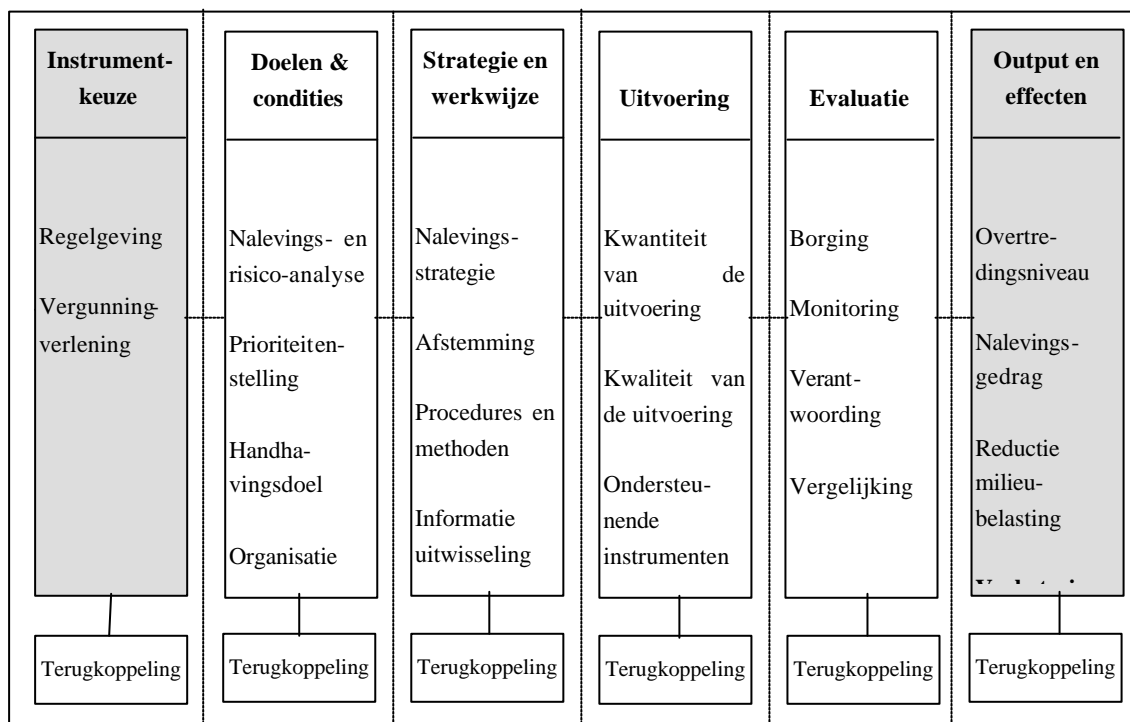 Instrument-
keuze
Regelgeving
Vergunning-
verlening
Terugkoppeling
Doelen &
condities
Nalevings- en
risico-analyse
Prioriteiten-
stelling
Handha-
vingsdoel
Organisatie
Terugkoppeling
Strategie en
werkwijze
Nalevings-
strategie
Afstemming
Procedures en
methoden
Informatie
uitwisseling
Terugkoppeling
Uitvoering
Kwantiteit
van de
uitvoering
Kwaliteit van
de uitvoering
Ondersteu-
nende
instrumenten
Terugkoppeling
Evaluatie
Borging
Monitoring
Verant-
woording
Vergelijking
Terugkoppeling
Output en
effecten
Overtre-
dingsniveau
Nalevings-
gedrag
Reductie
milieu-
belasting
Terugkoppeling